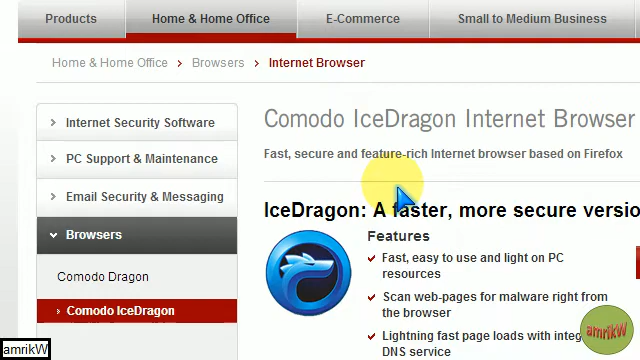 Products
Home & Home Office
E-Commerce
Small to Medium Business
Home & Home Office > Browsers > Internet Browser
Internet Security Software
PC Support & Maintenance
Email Security & Messaging
Browsers
Comodo Dragon
Comodo IceDragon
Comodo IceDragon Internet Browser
Fast, secure and feature-rich Internet browser based on Firefox
IceDragon: A faster, more secure
Features
Fast, easy to use and light on PC
resources
Scan web-pages for malware right from
the browser
Lightning fast page loads with
DNS service
amrikW
amrikW